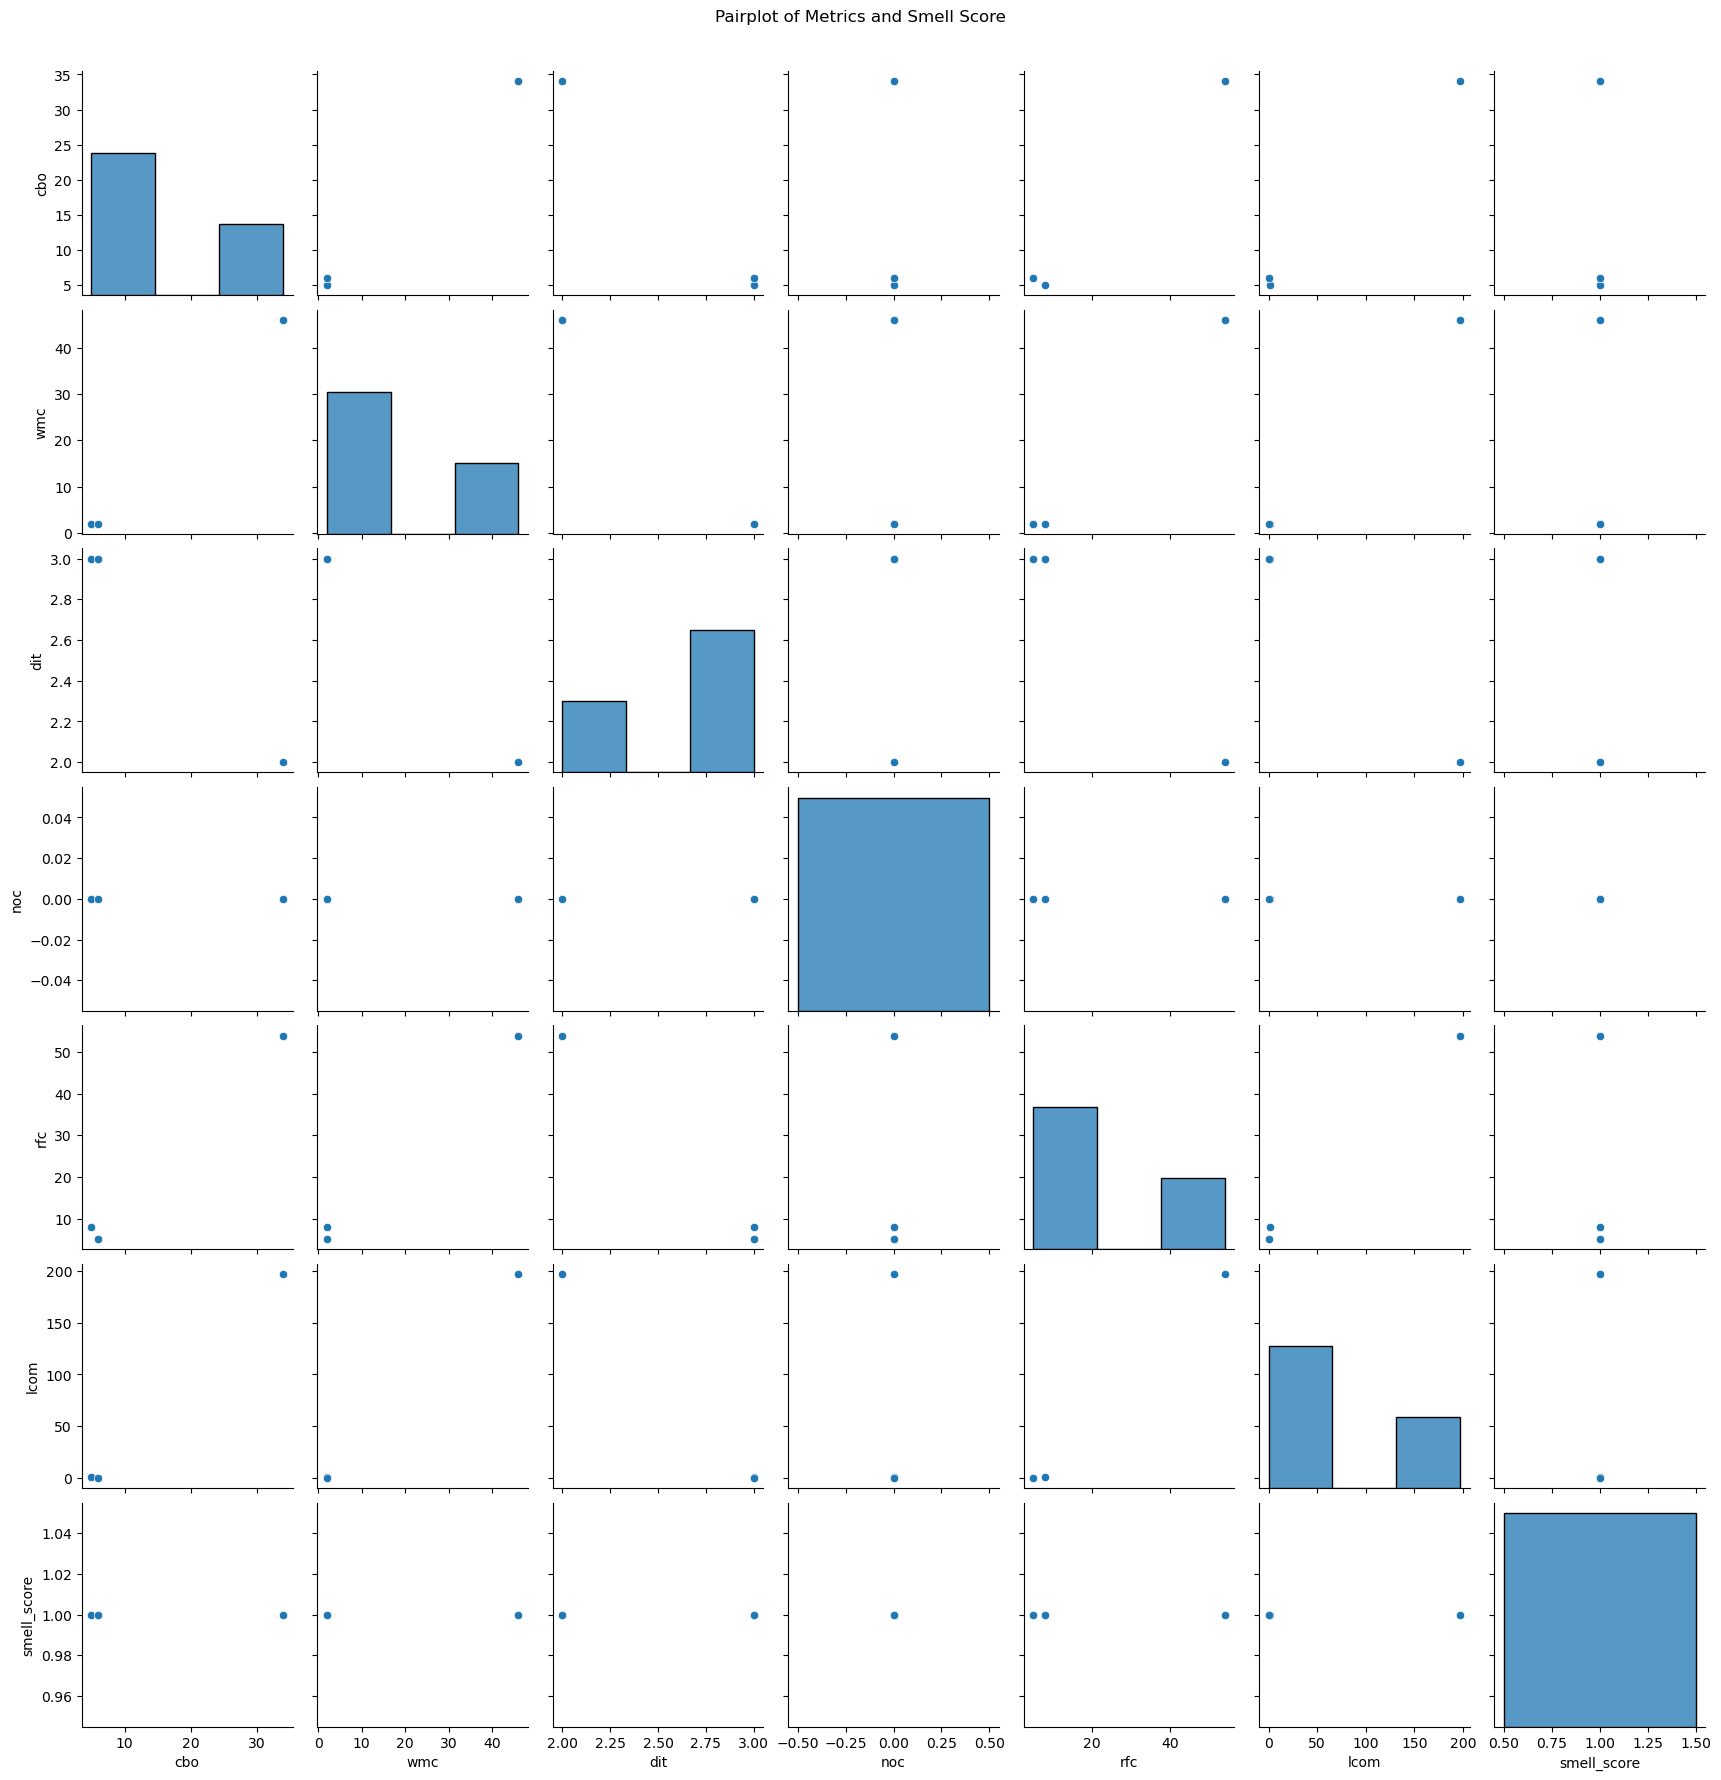 Pairplot of Metrics and Smell Score
35
30
25
20
15
10
5
cbo
40
30
20
10
0
wmc
3.0
2.8
2.6
2.4
2.2
2.0
dit
0.04
0.02
0.00
−0.02
−0.04
noc
50
40
30
20
10
rfc
200
150
100
50
0
lcom
1.04
1.02
1.00
0.98
0.96
smell_score
10 20 30
0 10 20 30 40
2.00 2.25 2.50 2.75 3.00
−0.50 −0.25 0.00 0.25 0.50
20 40
0 50 100 150 200
0.50 0.75 1.00 1.25 1.50
cbo wmc dit noc rfc lcom smell_score